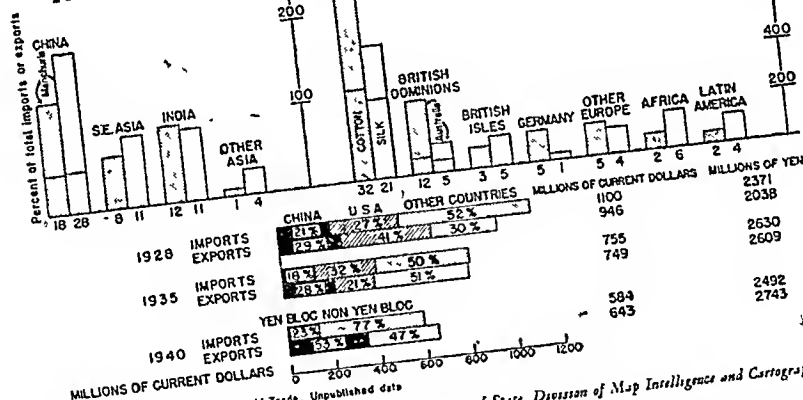 200
400
CHINA
Manchuria
BRITISH
DOMINIONS
Australia
S.E. ASIA
INDIA
OTHER
ASIA
100
COTTON
SILK
BRITISH
ISLES
GERMANY
OTHER
EUROPE
AFRICA
LATIN
AMERICA
200
Percent of total imports or exports
18 28 8 11 12 11 1 4 32 21 12 5 3 5 5 1 5 4 2 6 2 4
CHINA U S A OTHER COUNTRIES MILLIONS OF CURRENT DOLLARS MILLIONS OF YEN
1928 IMPORTS 21% 27% 52% 1100 2371
EXPORTS 29% 41% 30% 946 2038
1935 IMPORTS 18% 32% 50% 755 2630
EXPORTS 28% 21% 51% 749 2609
YEN BLOC NON YEN BLOC
1940 IMPORTS 23% 77% 584 2492
EXPORTS 53% 47% 643 2743
MILLIONS OF CURRENT DOLLARS 0 200 400 600 800 1000 1200
Unpublished data
of State, Division of Map Intelligence and